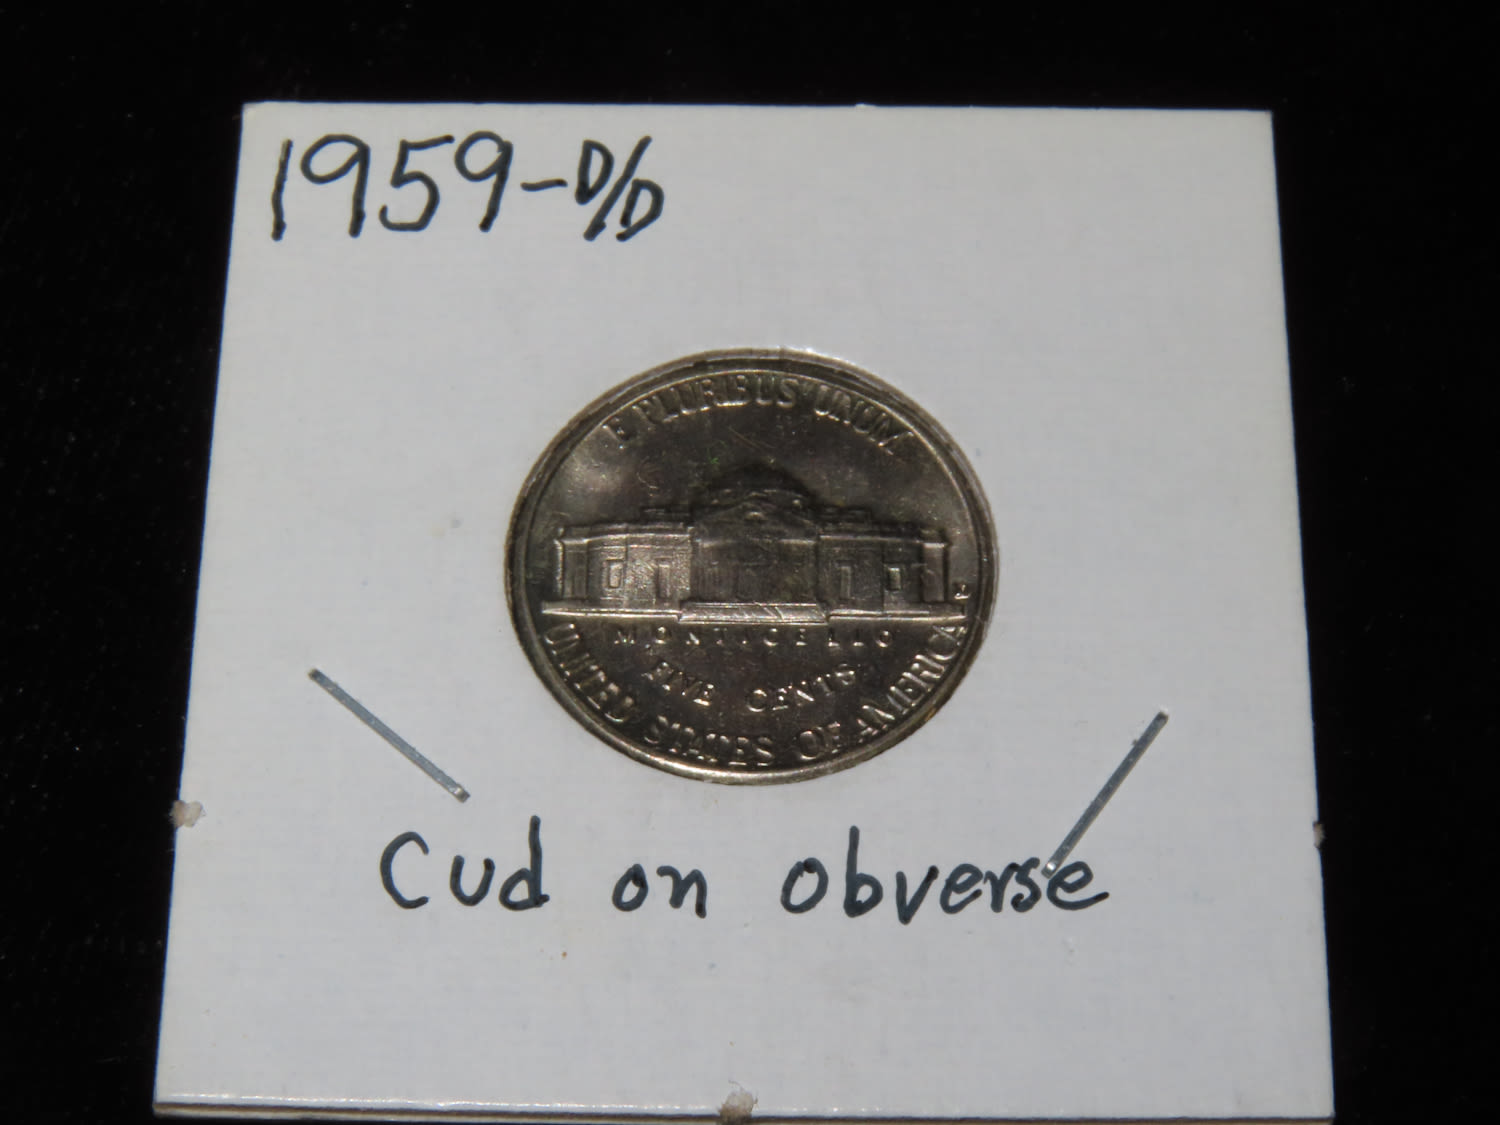 1959-D/D
E PLURIBUS UNUM
MONTICELLO
FIVE CENTS
UNITED STATES OF AMERICA
Cud on obverse